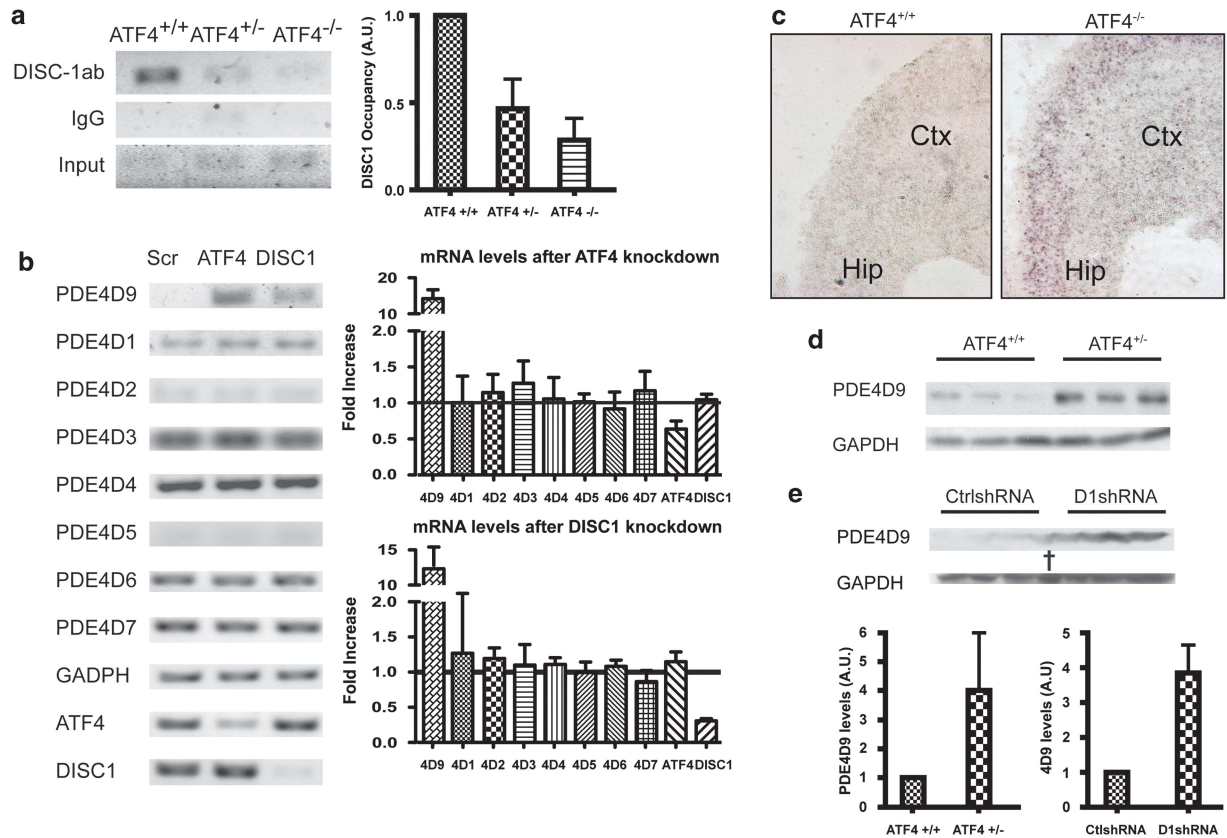 a
ATF4+/+ ATF4+/- ATF4-/-
DISC-1ab
IgG
Input
DISC1 Occupancy (A.U.)
1.0
0.5
0.0
ATF4 +/+ ATF4 +/- ATF4 -/-
b
Scr ATF4 DISC1
PDE4D9
PDE4D1
PDE4D2
PDE4D3
PDE4D4
PDE4D5
PDE4D6
PDE4D7
GADPH
ATF4
DISC1
mRNA levels after ATF4 knockdown
Fold Increase
20
10
2.0
1.5
1.0
0.5
0.0
4D9 4D1 4D2 4D3 4D4 4D5 4D6 4D7 ATF4 DISC1
mRNA levels after DISC1 knockdown
Fold Increase
15
10
2.0
1.5
1.0
0.5
0.0
4D9 4D1 4D2 4D3 4D4 4D5 4D6 4D7 ATF4 DISC1
c
ATF4+/+ ATF4-/-
Ctx
Hip
Ctx
Hip
d
ATF4+/+ ATF4+/-
PDE4D9
GAPDH
e
CtrlshRNA D1shRNA
PDE4D9
†
GAPDH
PDE4D9 levels (A.U.)
6
5
4
3
2
1
0
ATF4 +/+ ATF4 +/-
4D9 levels (A.U)
5
4
3
2
1
0
CtlshRNA D1shRNA